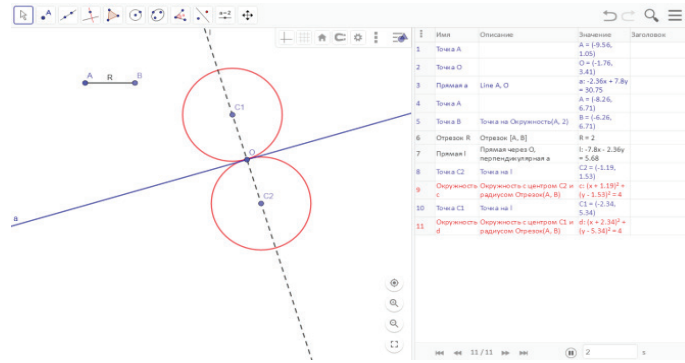 a=2
Имя Описание Значение Заголовок
A R B
C1
O
C2
a
l
1 Точка A A = (-9.56, 1.05)
2 Точка O O = (-1.76, 3.41)
3 Прямая a Line A, O a: -2.36x + 7.8y = 30.75
4 Точка A A = (-8.26, 6.71)
5 Точка B Точка на Окружность(A, 2) B = (-6.26, 6.71)
6 Отрезок R Отрезок [A, B] R = 2
7 Прямая l Прямая через O, перпендикулярная a l: -7.8x - 2.36y = 5.68
8 Точка C2 Точка на l C2 = (-1.19, 1.53)
9 Окружность c Окружность с центром C2 и радиусом Отрезок(A, B) c: (x + 1.19)² + (y - 1.53)² = 4
10 Точка C1 Точка на l C1 = (-2.34, 5.34)
11 Окружность d Окружность с центром C1 и радиусом Отрезок(A, B) d: (x + 2.34)² + (y - 5.34)² = 4
11 / 11 2 s